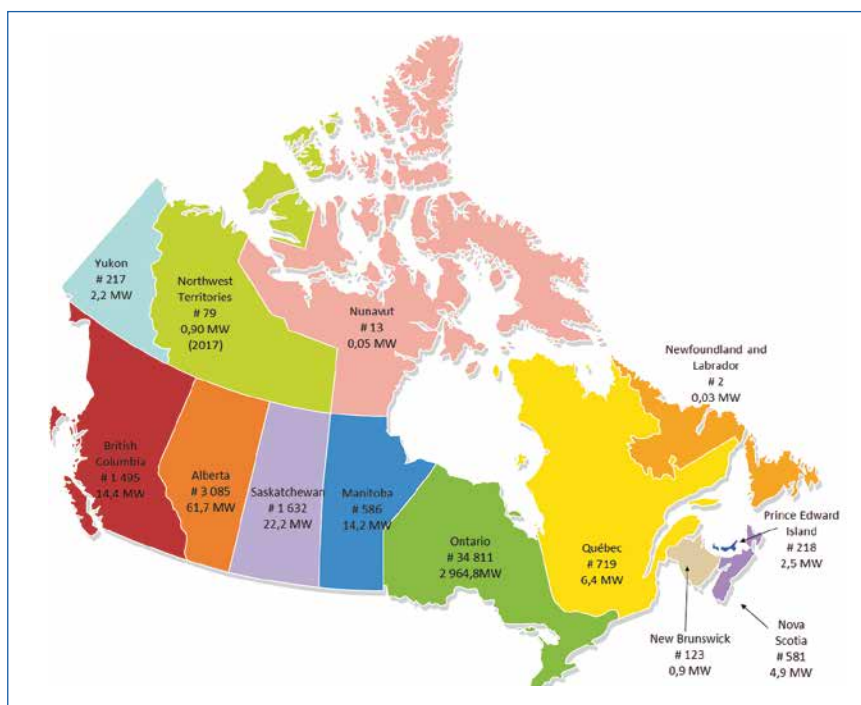 Yukon
# 217
2,2 MW
Northwest
Territories
# 79
0,90 MW
(2017)
Nunavut
# 13
0,05 MW
Newfoundland and
Labrador
# 2
0,03 MW
British
Columbia
# 1 495
14,4 MW
Alberta
# 3 085
61,7 MW
Saskatchewan
# 1 632
22,2 MW
Manitoba
# 586
14,2 MW
Ontario
# 34 811
2 964,8MW
Québec
# 719
6,4 MW
Prince Edward
Island
# 218
2,5 MW
New Brunswick
# 123
0,9 MW
Nova
Scotia
# 581
4,9 MW